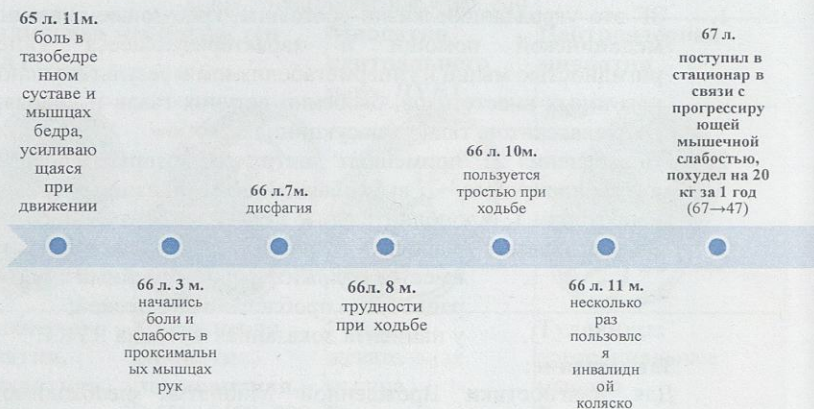 65 л. 11м.
боль в
тазобедре
нном
суставе и
мышцах
бедра,
усиливаю
щаяся
при
движении
66 л. 3 м.
начались
боли и
слабость в
проксимальн
ых мышцах
рук
66 л.7м.
дисфагия
66л. 8 м.
трудности
при ходьбе
66 л. 10м.
пользуется
тростью при
ходьбе
66 л. 11 м.
несколько
раз
пользовлс
я
инвалидн
ой
коляско
67 л.
поступил в
стационар в
связи с
прогрессиру
ющей
мышечной
слабостью,
похудел на 20
кг за 1 год
(67→47)